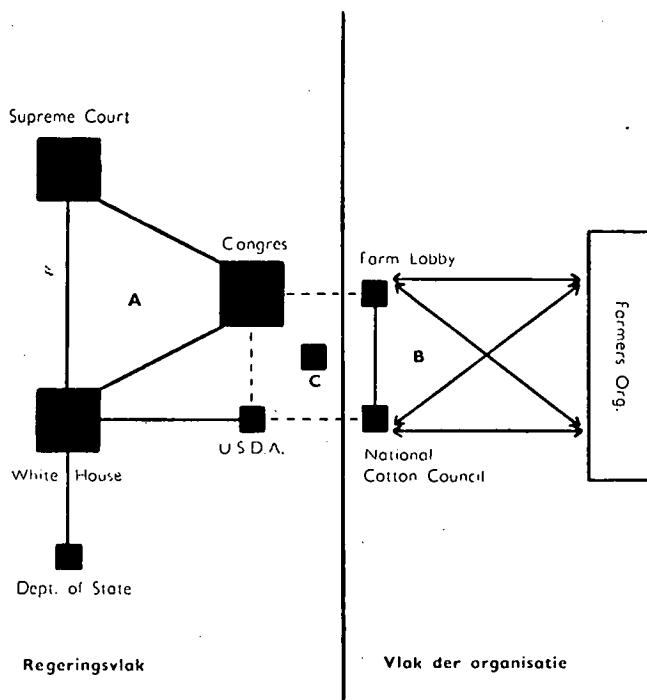 Supreme Court
Congres
A
Farm Lobby
B
Farmers Org.
C
U S D.A.
White House
National
Cotton Council
Dept. of State
Regeringsvlak
Vlak der organisatie